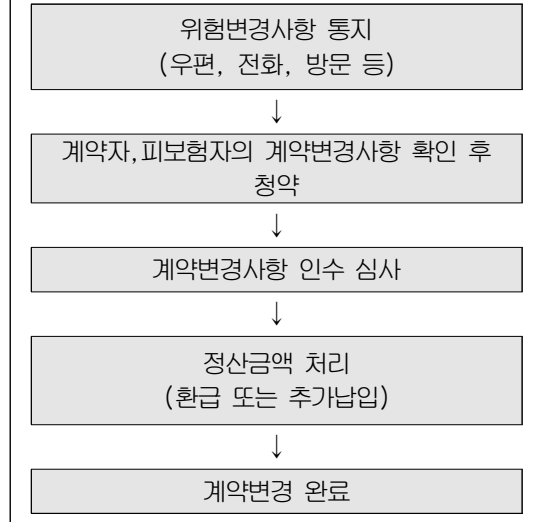 위험변경사항 통지
(우편, 전화, 방문 등)
↓
계약자,피보험자의 계약변경사항 확인 후
청약
↓
계약변경사항 인수 심사
↓
정산금액 처리
(환급 또는 추가납입)
↓
계약변경 완료